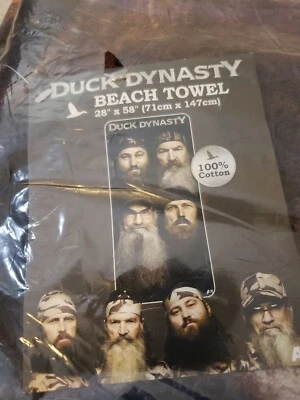 DUCK DYNASTY
BEACH TOWEL
28" x 58" (71cm x 147cm)
DUCK DYNASTY
100%
Cotton